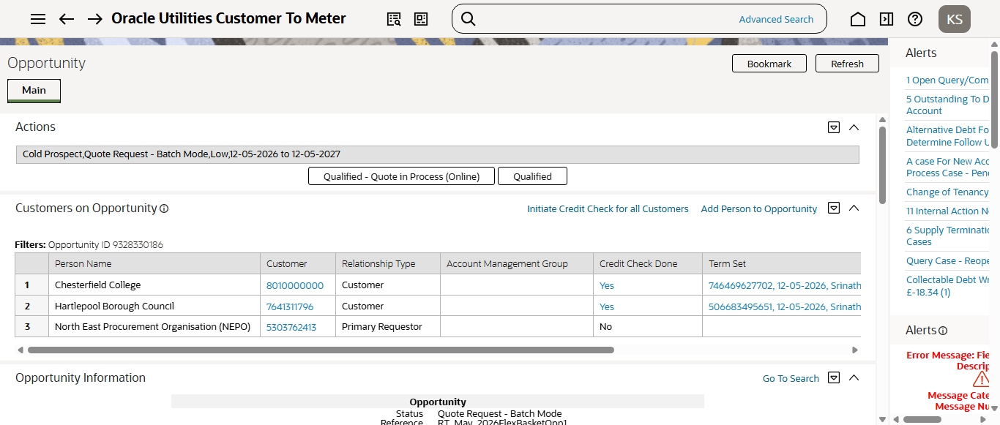 Oracle Utilities Customer To Meter
Advanced Search
KS
Opportunity
Bookmark
Refresh
Main
Actions
Cold Prospect,Quote Request - Batch Mode,Low,12-05-2026 to 12-05-2027
Qualified - Quote in Process (Online)
Qualified
Customers on Opportunity
Initiate Credit Check for all Customers
Add Person to Opportunity
Filters: Opportunity ID 9328330186
Person Name Customer Relationship Type Account Management Group Credit Check Done Term Set
1 Chesterfield College 8010000000 Customer Yes 746469627702, 12-05-2026, Srinath
2 Hartlepool Borough Council 7641311796 Customer Yes 506683495651, 12-05-2026, Srinath
3 North East Procurement Organisation (NEPO) 5303762413 Primary Requestor No
Opportunity Information
Go To Search
Opportunity
Status Quote Request - Batch Mode
Reference RT_May_2026FlexBasketOpp1
Alerts
1 Open Query/Com
5 Outstanding To D
Account
Alternative Debt Fo
Determine Follow U
A case For New Acc
Process Case - Pen
Change of Tenancy
11 Internal Action N
6 Supply Terminatio
Cases
Query Case - Reope
Collectable Debt Wr
£-18.34 (1)
Alerts
Error Message: Fie
Descrip
Message Cate
Message Nu